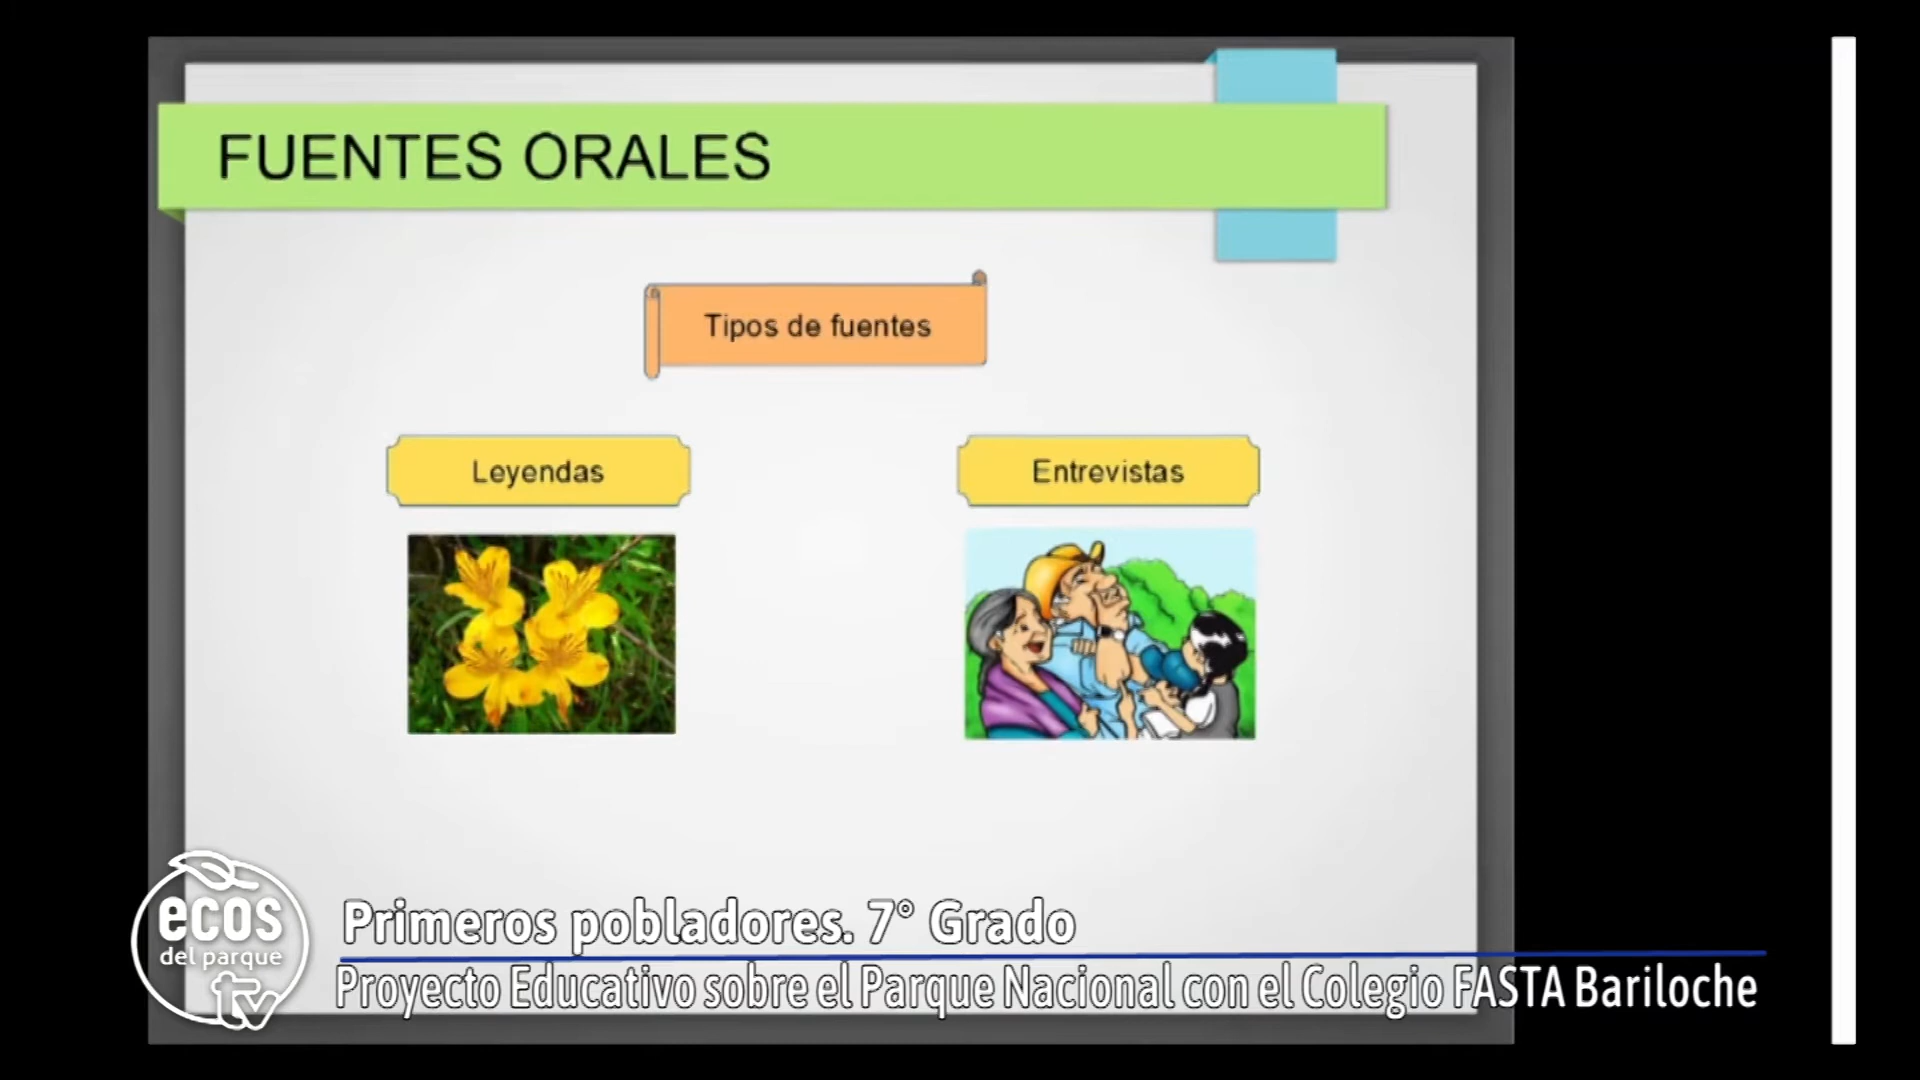 FUENTES ORALES
Tipos de fuentes
Leyendas
Entrevistas
ecos
del parque
tv
Primeros pobladores. 7° Grado
Proyecto Educativo sobre el Parque Nacional con el Colegio FASTA Bariloche